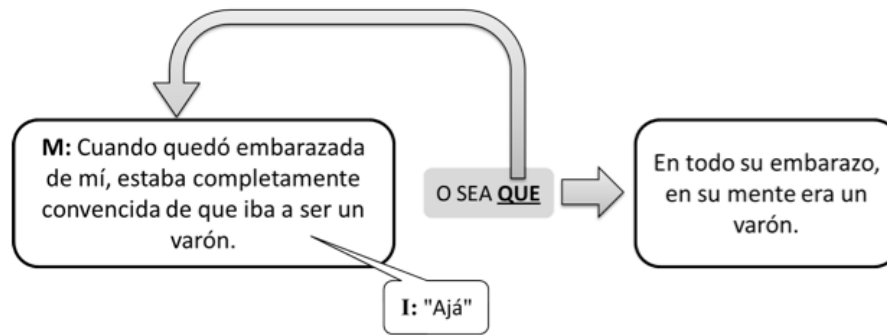 M: Cuando quedó embarazada
de mí, estaba completamente
convencida de que iba a ser un
varón.
I: "Ajá"
O SEA QUE
En todo su embarazo,
en su mente era un
varón.